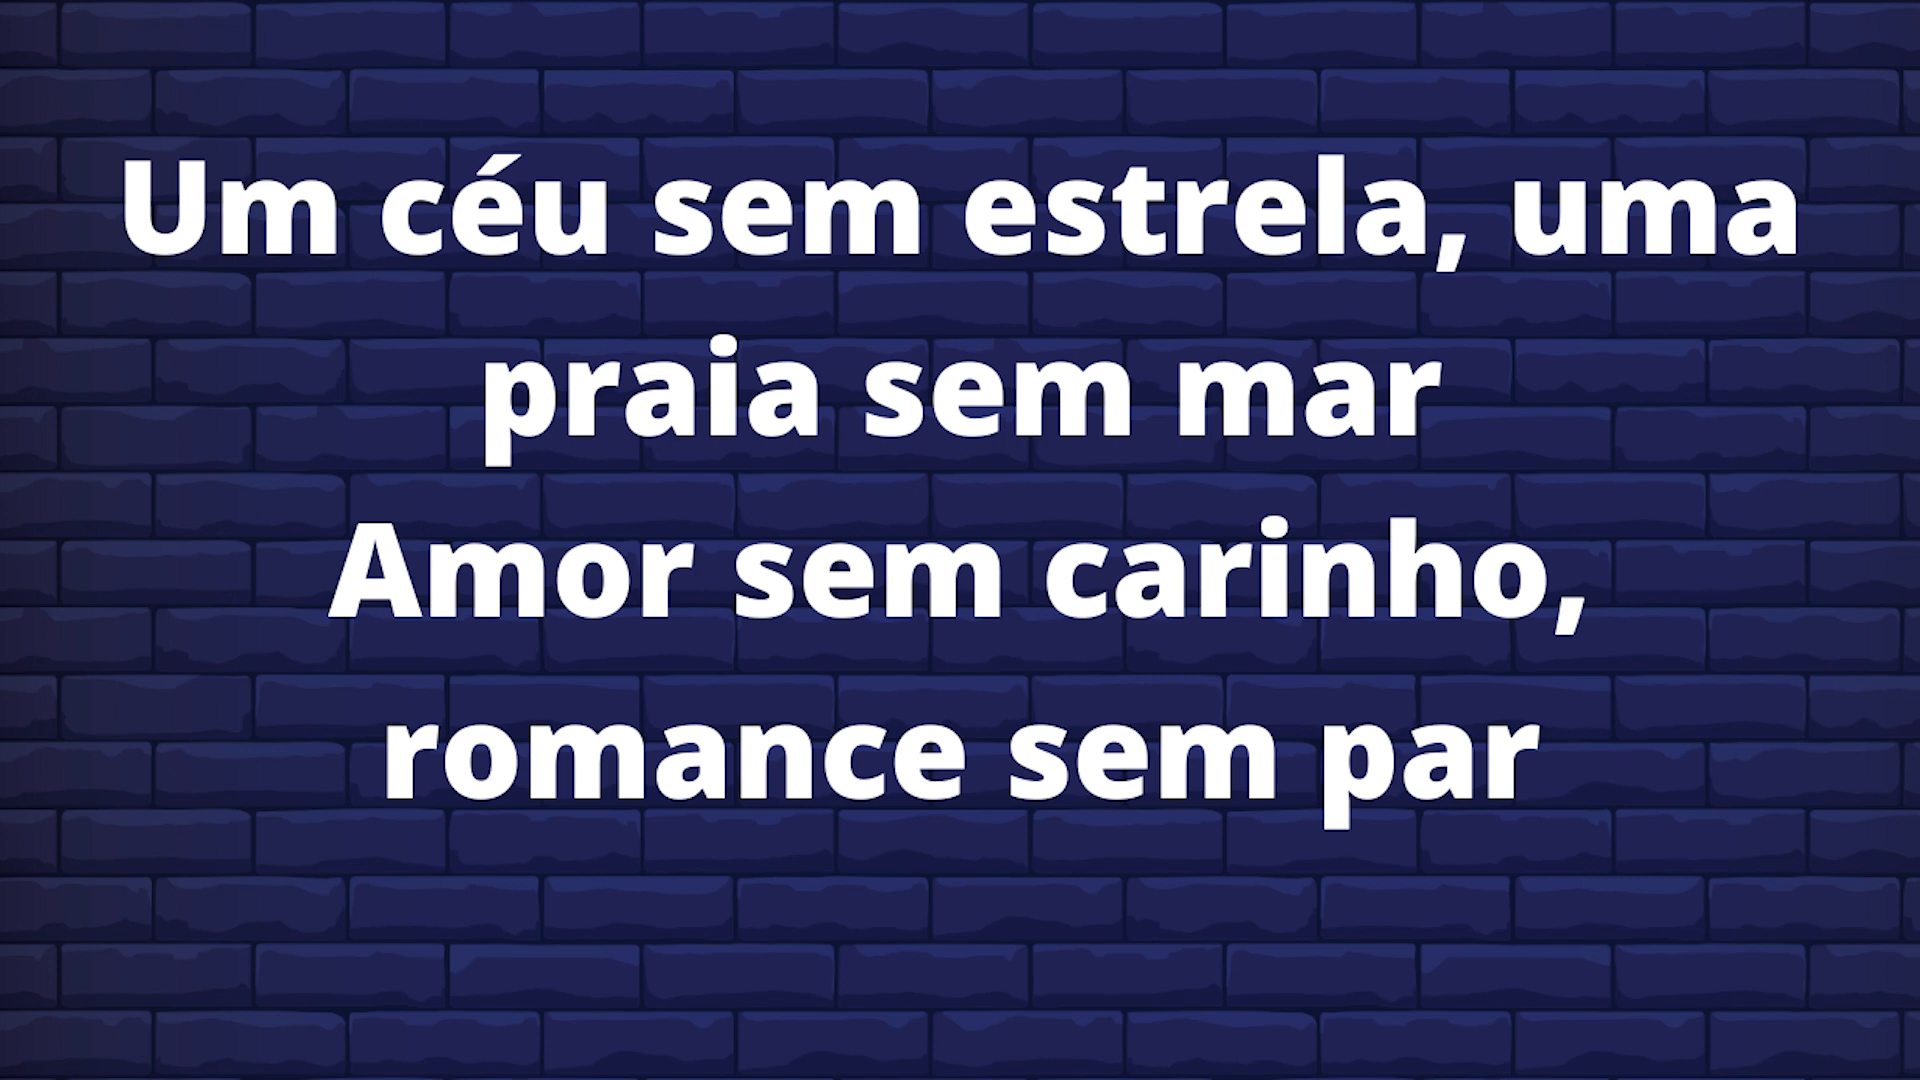 Um céu sem estrela, uma
praia sem mar
Amor sem carinho,
romance sem par